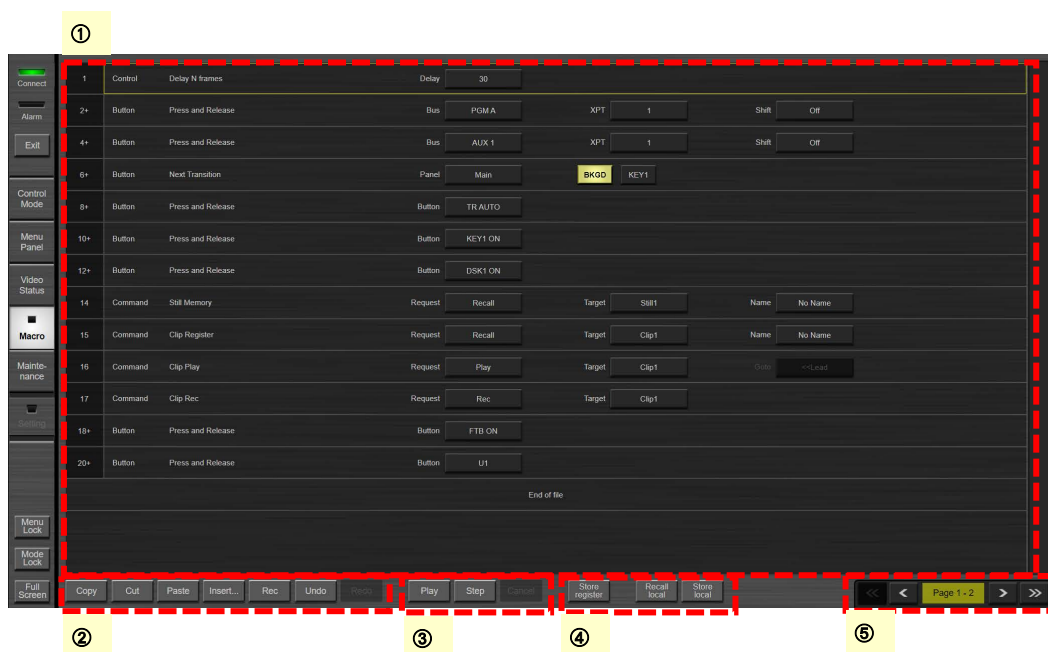 ①
Connect
Alarm
Exit
Control
Mode
Menu
Panel
Video
Status
Macro
Mainte-
nance
Setting
Menu
Lock
Mode
Lock
Full
Screen
1 Control Delay N frames Delay 30
2+ Button Press and Release Bus PGM A XPT 1 Shift Off
4+ Button Press and Release Bus AUX 1 XPT 1 Shift Off
6+ Button Next Transition Panel Main BKGD KEY1
8+ Button Press and Release Button TR AUTO
10+ Button Press and Release Button KEY1 ON
12+ Button Press and Release Button DSK1 ON
14 Command Still Memory Request Recall Target Still1 Name No Name
15 Command Clip Register Request Recall Target Clip1 Name No Name
16 Command Clip Play Request Play Target Clip1 Goto <<Lead
17 Command Clip Rec Request Rec Target Clip1
18+ Button Press and Release Button FTB ON
20+ Button Press and Release Button U1
End of file
Copy Cut Paste Insert... Rec Undo Redo Play Step Cancel Store register Recall local Store local << < Page 1 - 2 > >>
② ③ ④ ⑤